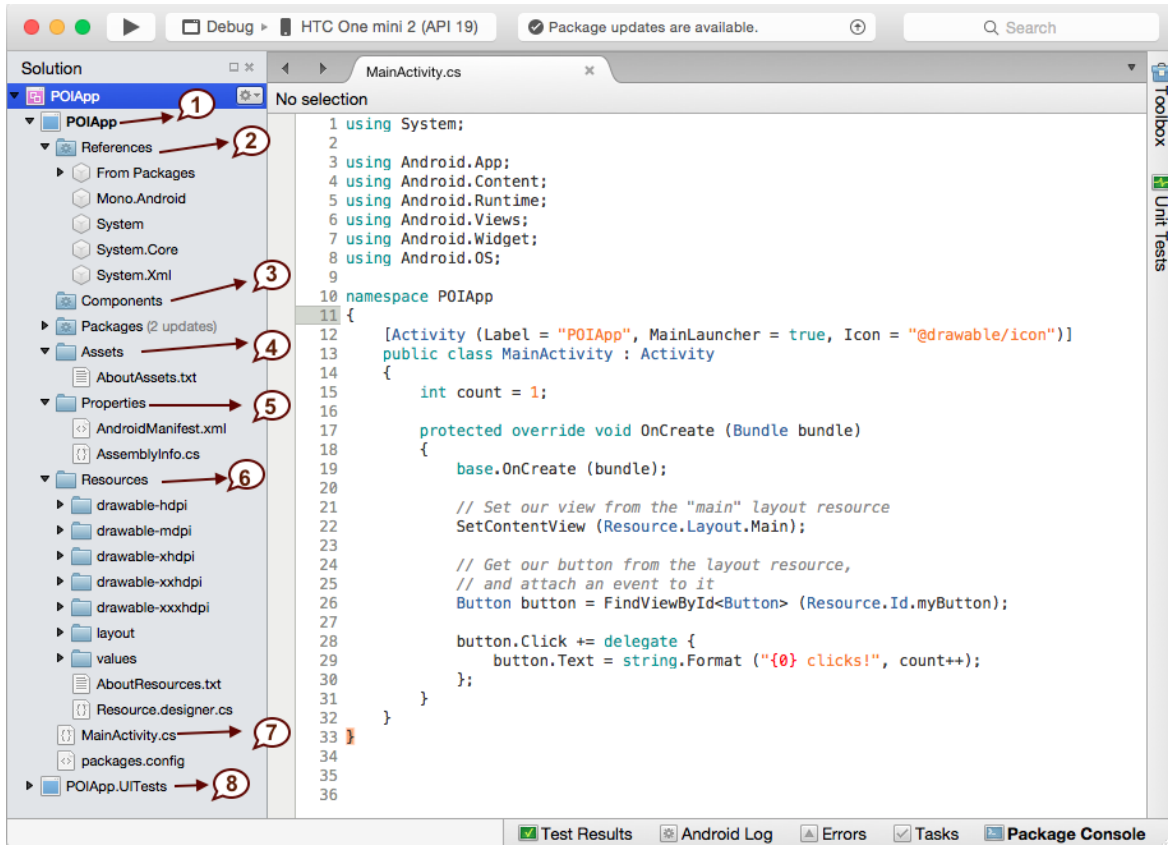 Debug
HTC One mini 2 (API 19)
Package updates are available.
Search
Solution
POIApp
1
POIApp
References
2
From Packages
Mono.Android
System
System.Core
System.Xml
3
Components
Packages (2 updates)
Assets
4
AboutAssets.txt
Properties
5
AndroidManifest.xml
AssemblyInfo.cs
Resources
6
drawable-hdpi
drawable-mdpi
drawable-xhdpi
drawable-xxhdpi
drawable-xxxhdpi
layout
values
AboutResources.txt
Resource.designer.cs
MainActivity.cs
7
packages.config
POIApp.UITests
8
MainActivity.cs
No selection
1 using System;
2
3 using Android.App;
4 using Android.Content;
5 using Android.Runtime;
6 using Android.Views;
7 using Android.Widget;
8 using Android.OS;
9
10 namespace POIApp
11 {
12     [Activity (Label = "POIApp", MainLauncher = true, Icon = "@drawable/icon")]
13     public class MainActivity : Activity
14     {
15         int count = 1;
16
17         protected override void OnCreate (Bundle bundle)
18         {
19             base.OnCreate (bundle);
20
21             // Set our view from the "main" layout resource
22             SetContentView (Resource.Layout.Main);
23
24             // Get our button from the layout resource,
25             // and attach an event to it
26             Button button = FindViewById<Button> (Resource.Id.myButton);
27
28             button.Click += delegate {
29                 button.Text = string.Format ("{0} clicks!", count++);
30             };
31         }
32     }
33 }
34
35
36
Toolbox
Unit Tests
Test Results
Android Log
Errors
Tasks
Package Console